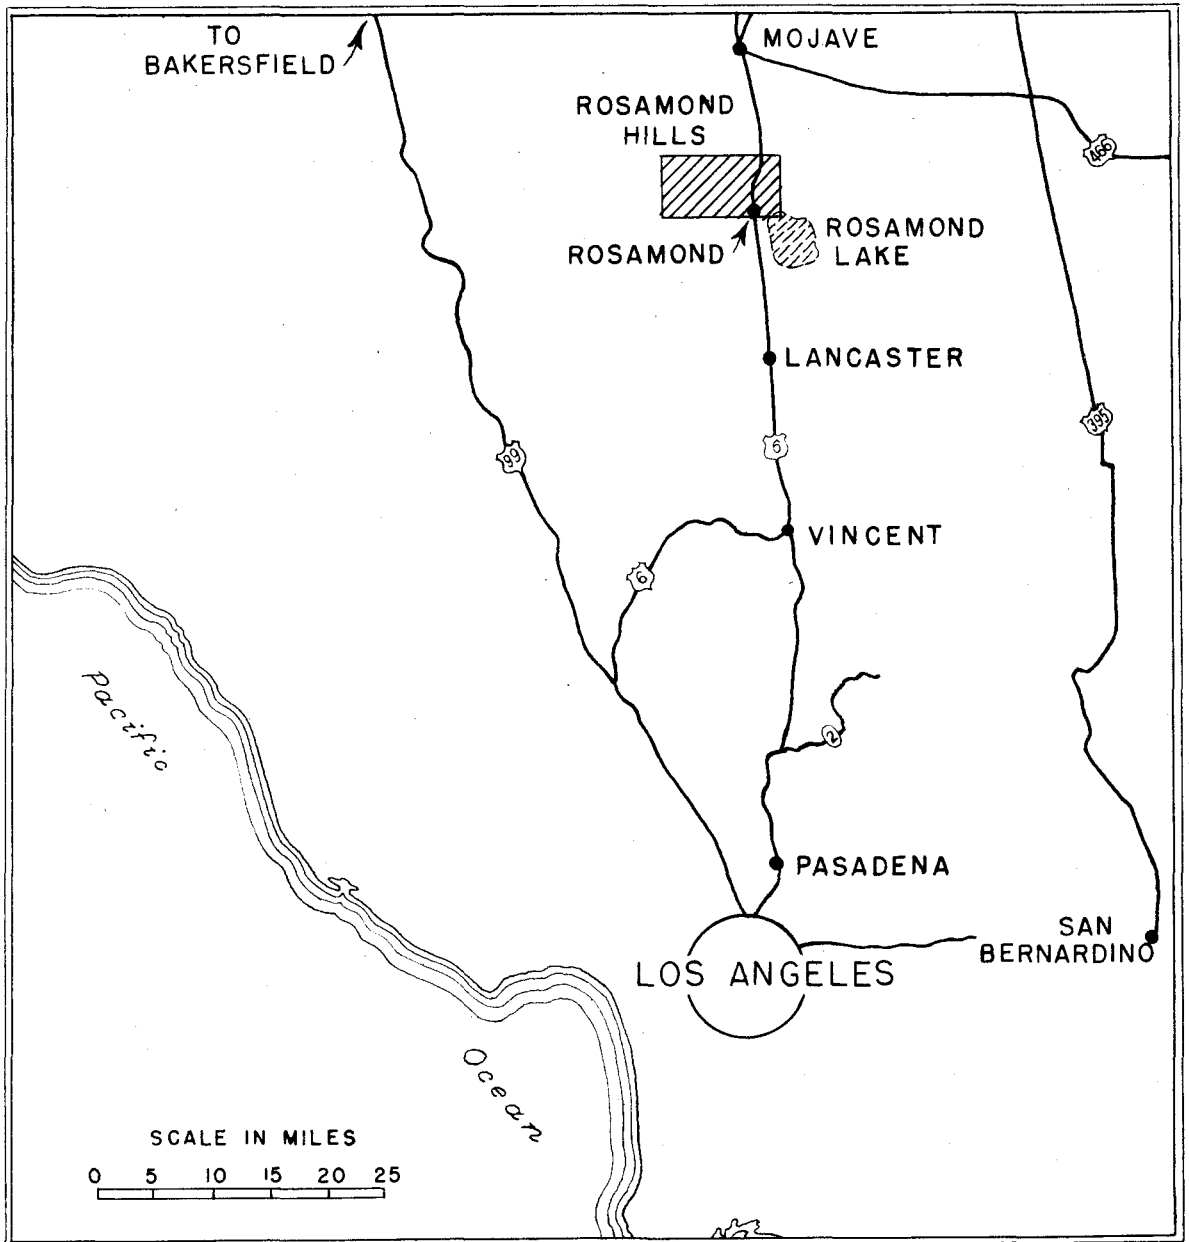 TO
BAKERSFIELD
MOJAVE
ROSAMOND
HILLS
466
ROSAMOND
LAKE
ROSAMOND
LANCASTER
395
6
99
VINCENT
6
Pacific
2
PASADENA
SAN
BERNARDINO
LOS ANGELES
Ocean
SCALE IN MILES
0 5 10 15 20 25